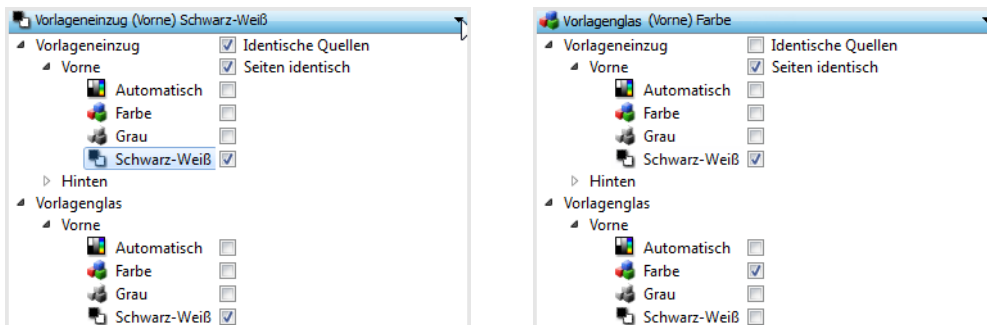 Vorlageneinzug (Vorne) Schwarz-Weiß
Vorlageneinzug Identische Quellen
Vorne Seiten identisch
Automatisch
Farbe
Grau
Schwarz-Weiß
Hinten
Vorlagenglas
Vorne
Automatisch
Farbe
Grau
Schwarz-Weiß
Vorlagenglas (Vorne) Farbe
Vorlageneinzug Identische Quellen
Vorne Seiten identisch
Automatisch
Farbe
Grau
Schwarz-Weiß
Hinten
Vorlagenglas
Vorne
Automatisch
Farbe
Grau
Schwarz-Weiß